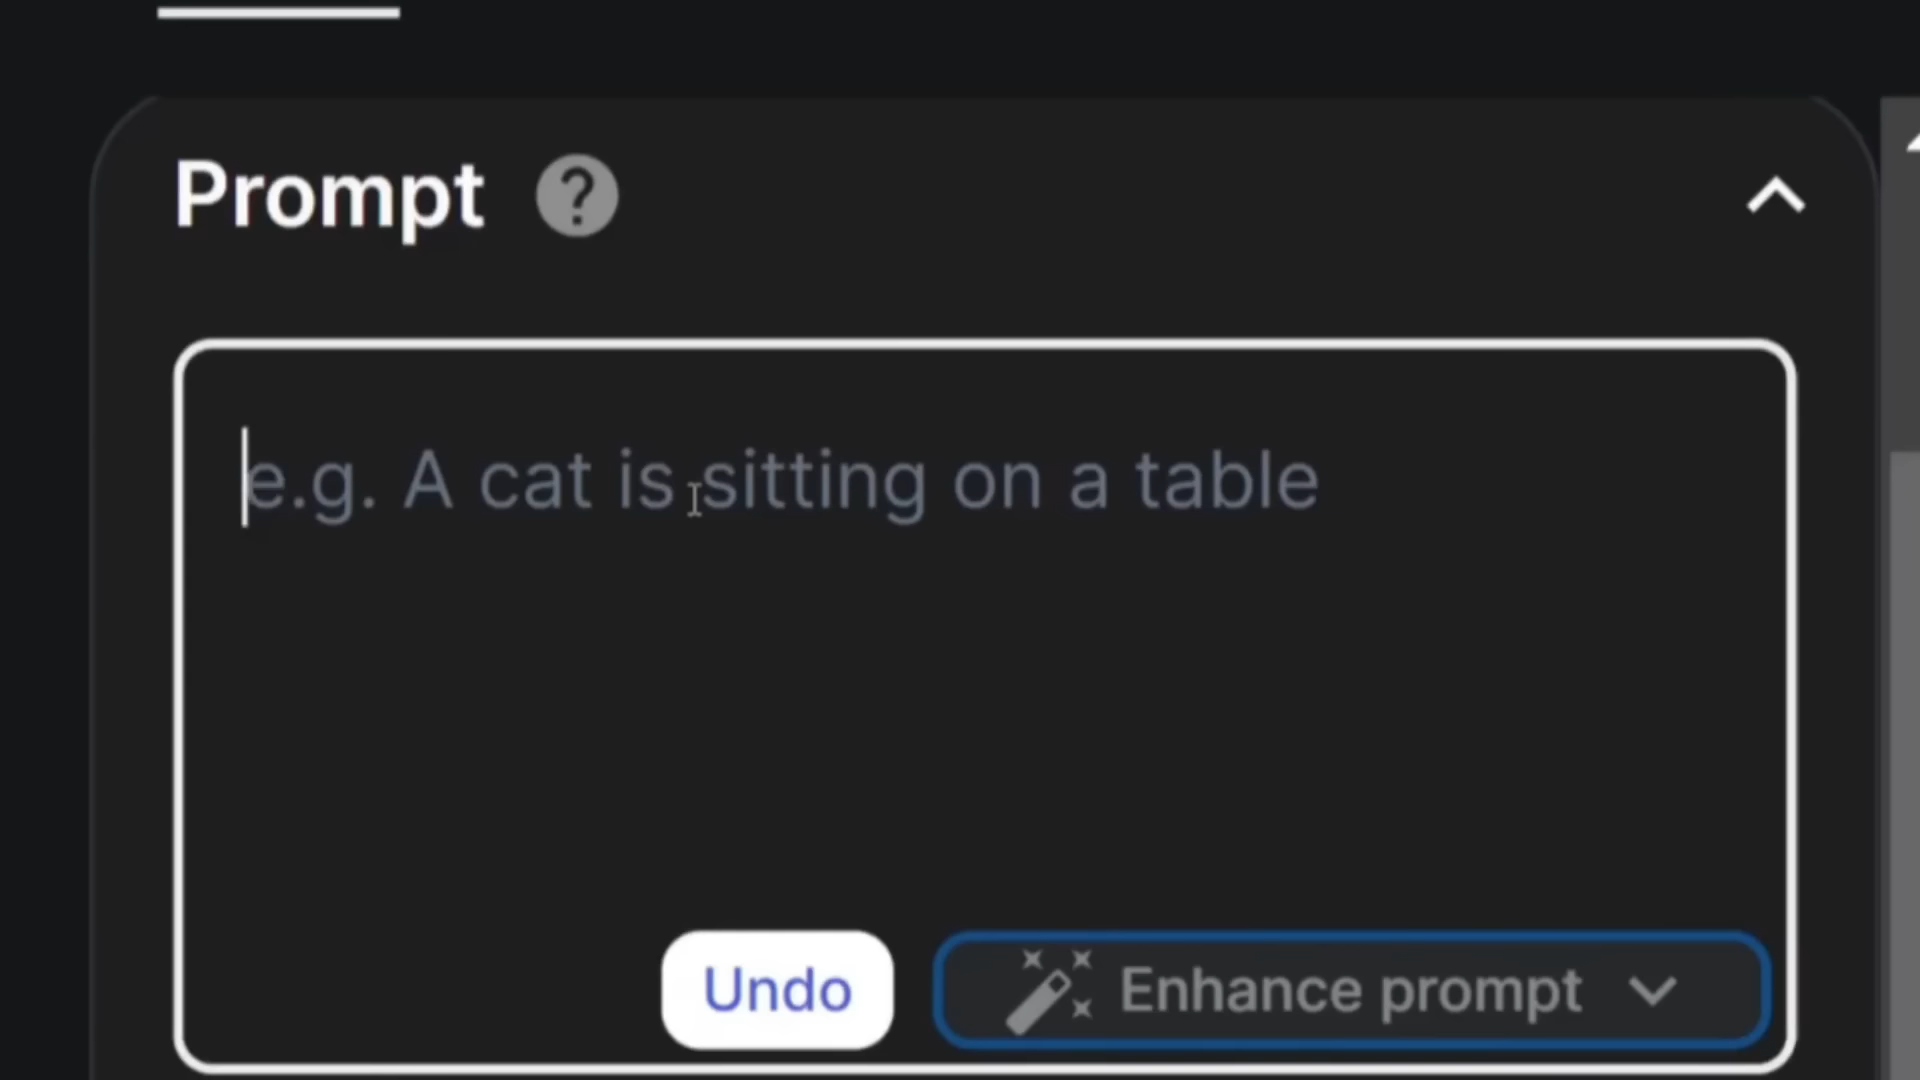 Prompt ?
e.g. A cat is sitting on a table
Undo
Enhance prompt